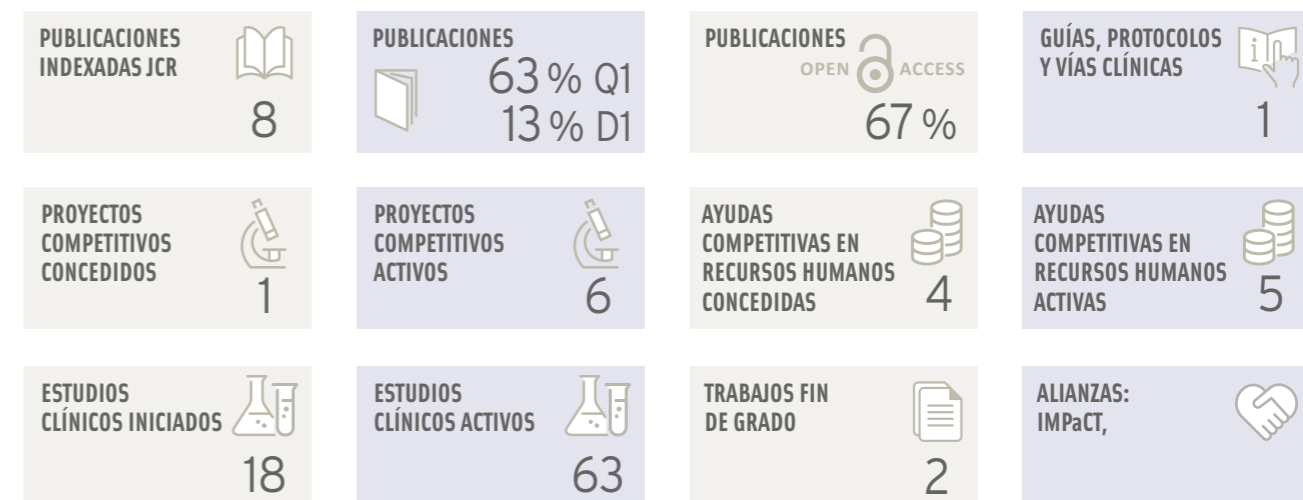 PUBLICACIONES
INDEXADAS JCR
8
PUBLICACIONES
63 % Q1
13 % D1
PUBLICACIONES
OPEN ACCESS
67 %
GUÍAS, PROTOCOLOS
Y VÍAS CLÍNICAS
1
PROYECTOS
COMPETITIVOS
CONCEDIDOS
1
PROYECTOS
COMPETITIVOS
ACTIVOS
6
AYUDAS
COMPETITIVAS EN
RECURSOS HUMANOS
CONCEDIDAS
4
AYUDAS
COMPETITIVAS EN
RECURSOS HUMANOS
ACTIVAS
5
ESTUDIOS
CLÍNICOS INICIADOS
18
ESTUDIOS
CLÍNICOS ACTIVOS
63
TRABAJOS FIN
DE GRADO
2
ALIANZAS:
IMPaCT,